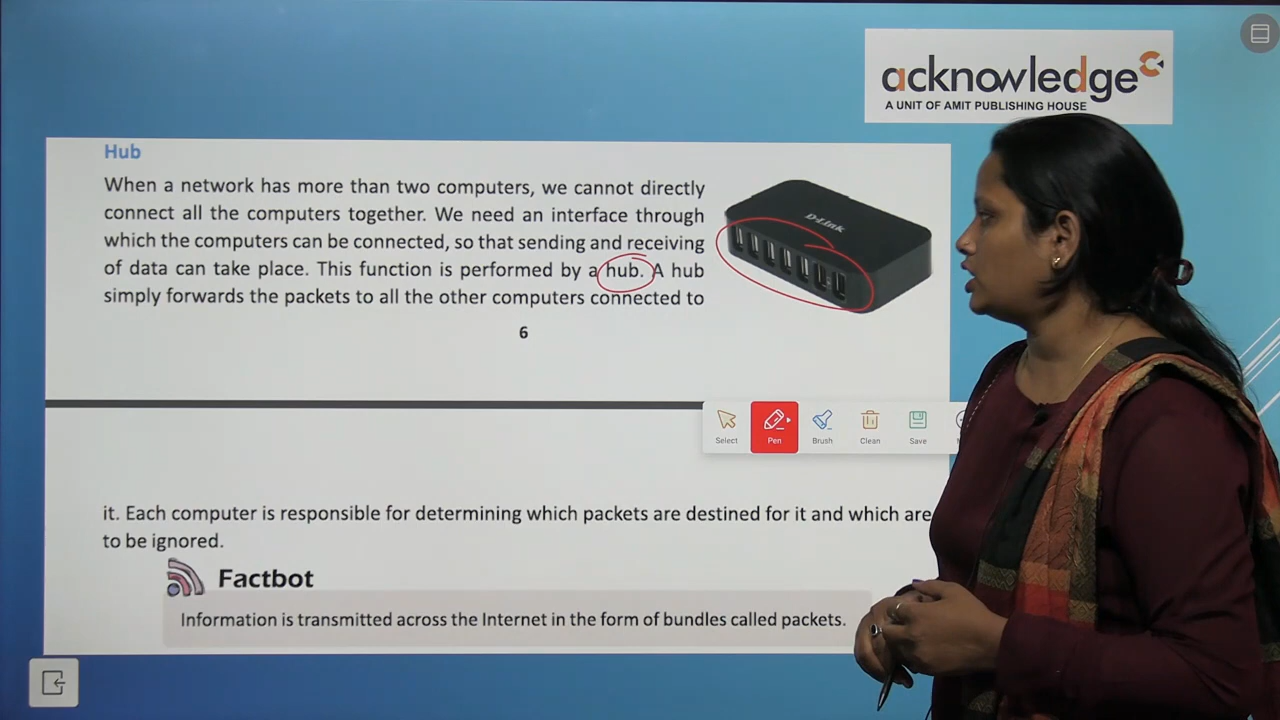 acknowledge
A UNIT OF AMIT PUBLISHING HOUSE
Hub
When a network has more than two computers, we cannot directly
connect all the computers together. We need an interface through
which the computers can be connected, so that sending and receiving
of data can take place. This function is performed by a hub. A hub
simply forwards the packets to all the other computers connected to
D-Link
6
Select
Pen
Brush
Clean
Save
it. Each computer is responsible for determining which packets are destined for it and which are
to be ignored.
Factbot
Information is transmitted across the Internet in the form of bundles called packets.